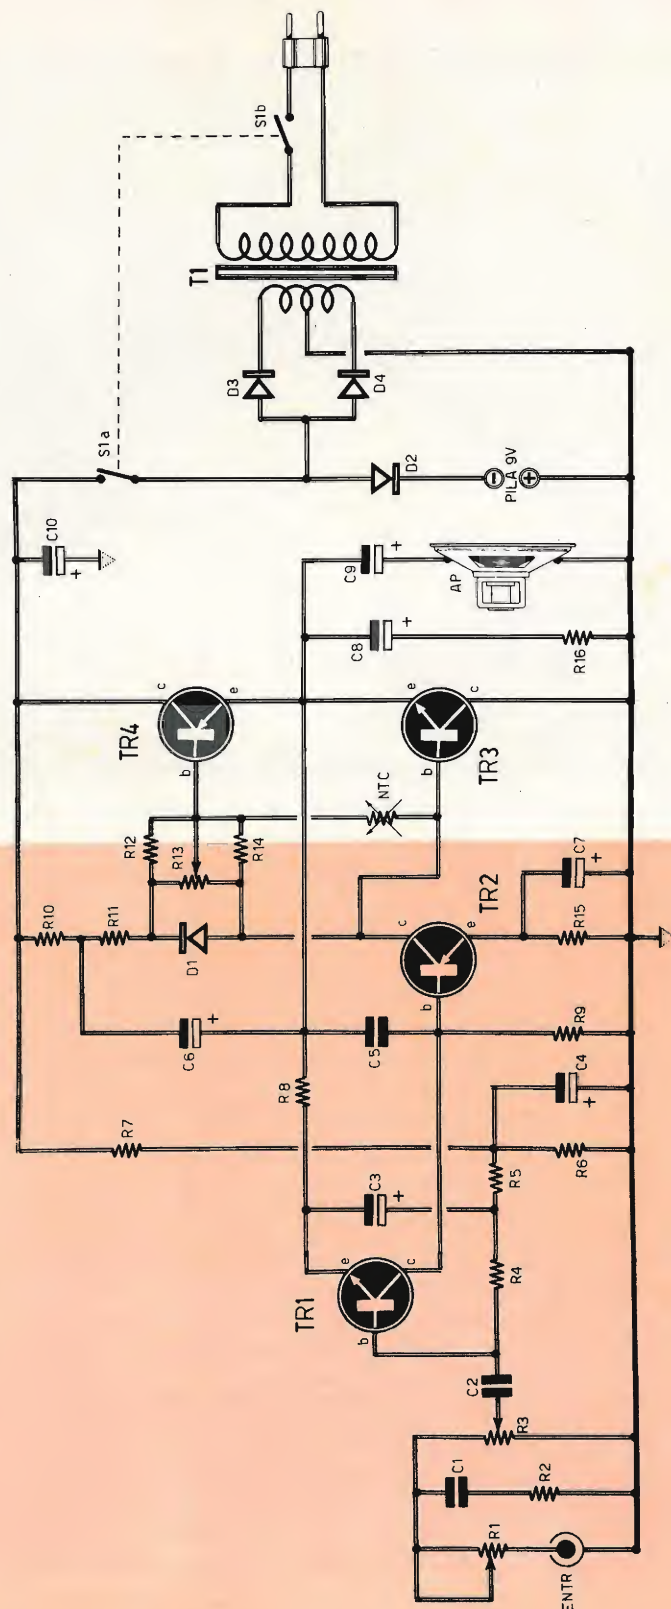 S1b
T1
S1a
D3
D4
D2
PILA 9V
−
+
C10
+
C9
+
AP
C8
+
R16
TR4
c
e
b
TR3
e
c
b
NTC
R12
R13
R14
R10
R11
D1
C6
+
TR2
c
e
b
C7
+
R15
C5
R9
R8
R7
C4
+
R6
R5
C3
+
R4
TR1
e
c
b
C2
R3
C1
R2
R1
ENTR